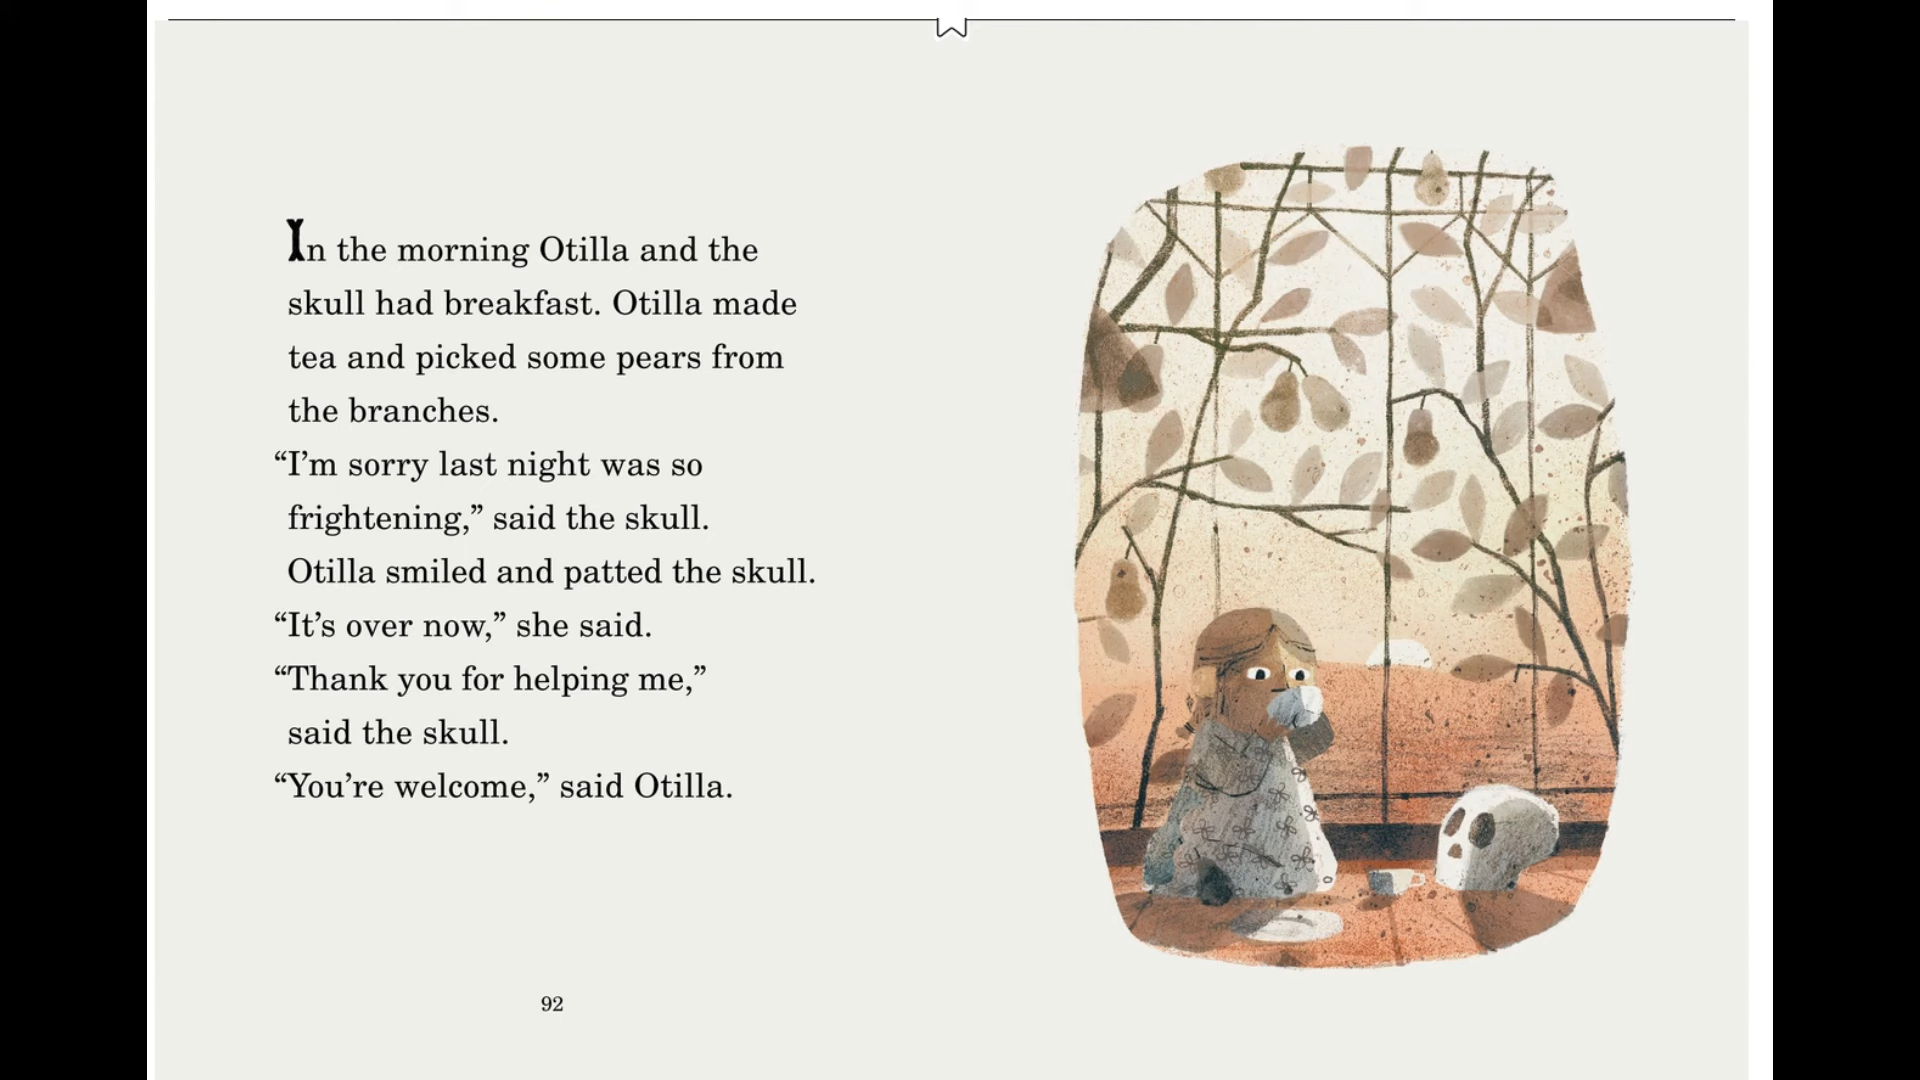 In the morning Otilla and the
skull had breakfast. Otilla made
tea and picked some pears from
the branches.
“I’m sorry last night was so
frightening,” said the skull.
Otilla smiled and patted the skull.
“It’s over now,” she said.
“Thank you for helping me,”
said the skull.
“You’re welcome,” said Otilla.
92